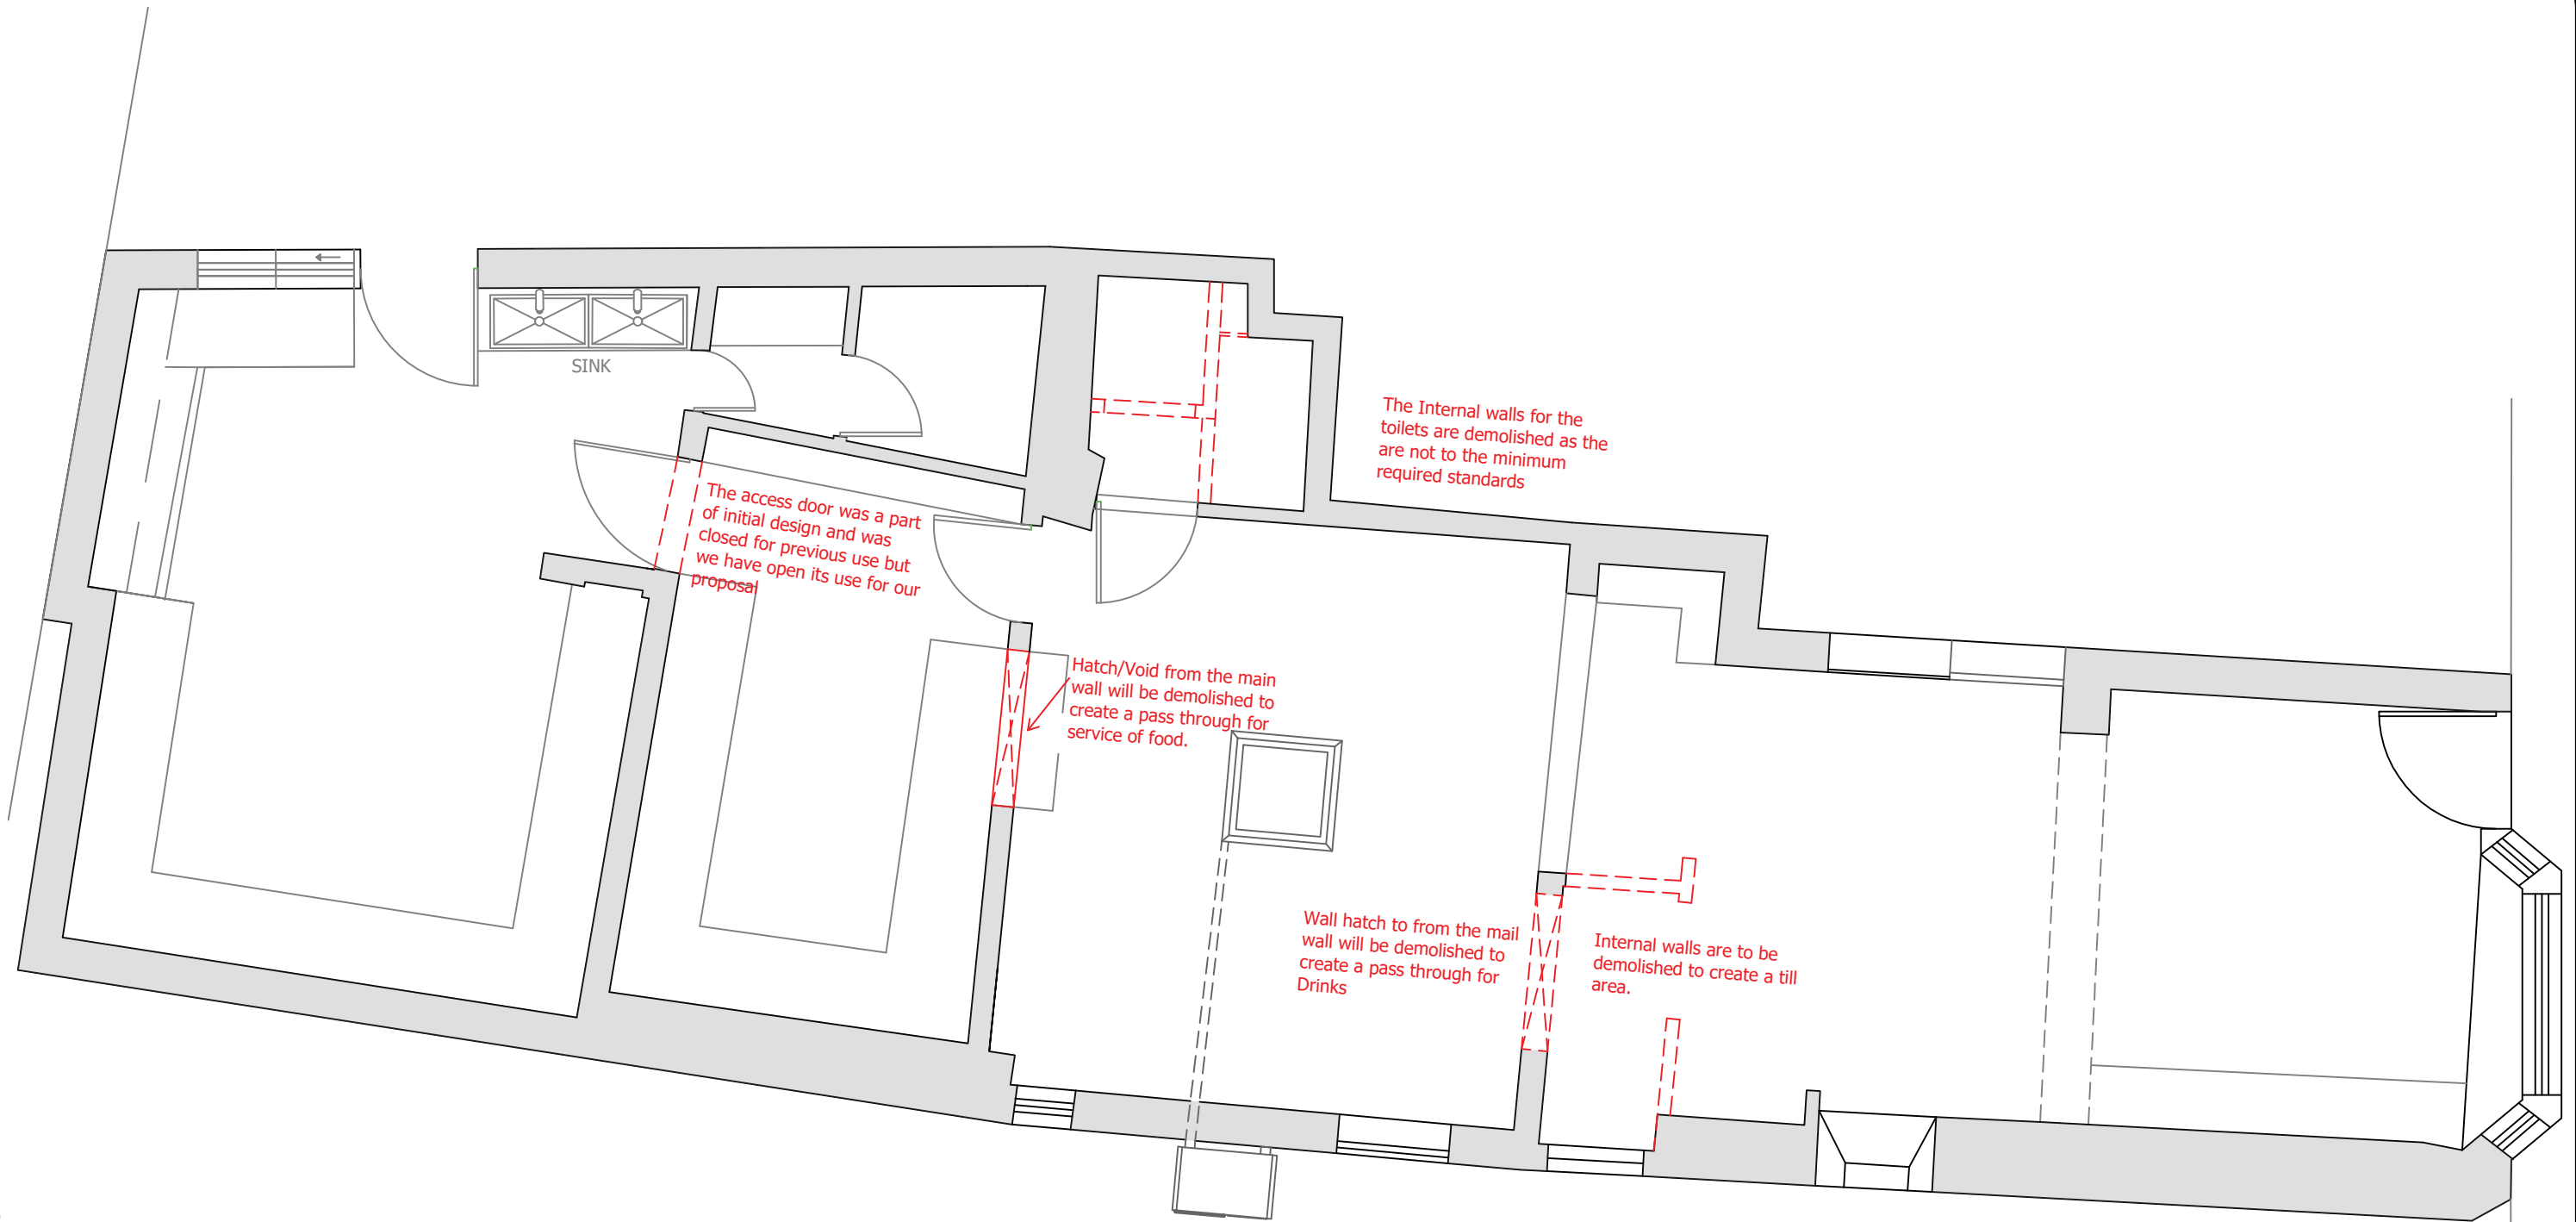 SINK
The access door was a part
of initial design and was
closed for previous use but
we have open its use for our
proposal
The Internal walls for the
toilets are demolished as the
are not to the minimum
required standards
Hatch/Void from the main
wall will be demolished to
create a pass through for
service of food.
Wall hatch to from the mail
wall will be demolished to
create a pass through for
Drinks
Internal walls are to be
demolished to create a till
area.